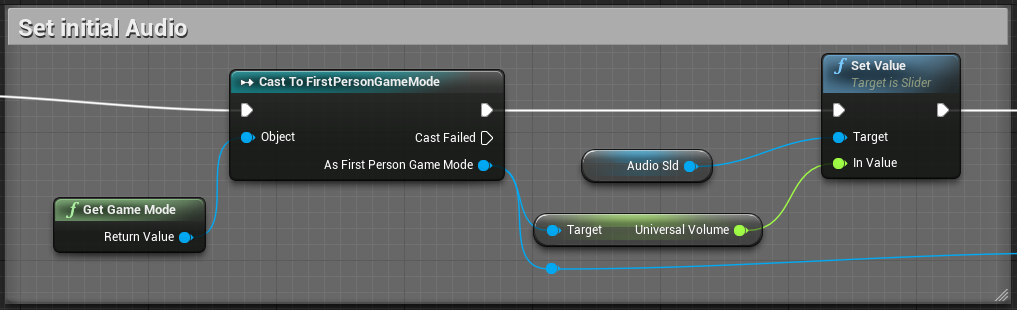 Set initial Audio
Cast To FirstPersonGameMode
Object
Cast Failed
As First Person Game Mode
f Get Game Mode
Return Value
Audio Sld
Target Universal Volume
f Set Value
Target is Slider
Target
In Value